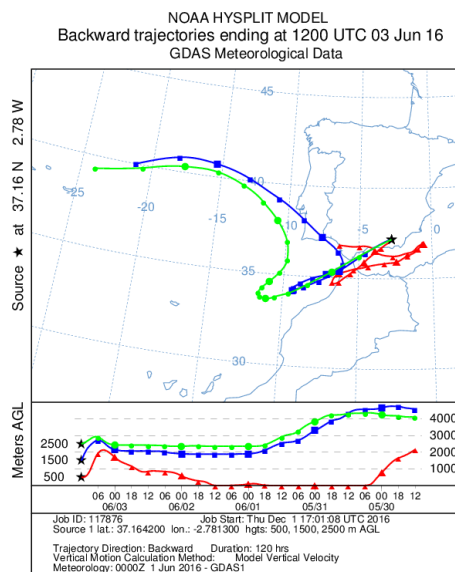 NOAA HYSPLIT MODEL
Backward trajectories ending at 1200 UTC 03 Jun 16
GDAS Meteorological Data
Source ★ at 37.16 N 2.78 W
45
40
-25
-20
-15
10
-5
0
35
30
Meters AGL
2500
1500
500
4000
3000
2000
1000
06 00 18 12 06 00 18 12 06 00 18 12 06 00 18 12 06 00 18 12
06/03 06/02 06/01 05/31 05/30
Job ID: 117876 Job Start: Thu Dec 1 17:01:08 UTC 2016
Source 1 lat.: 37.164200 lon.: -2.781300 hgts: 500, 1500, 2500 m AGL
Trajectory Direction: Backward Duration: 120 hrs
Vertical Motion Calculation Method: Model Vertical Velocity
Meteorology: 0000Z 1 Jun 2016 - GDAS1